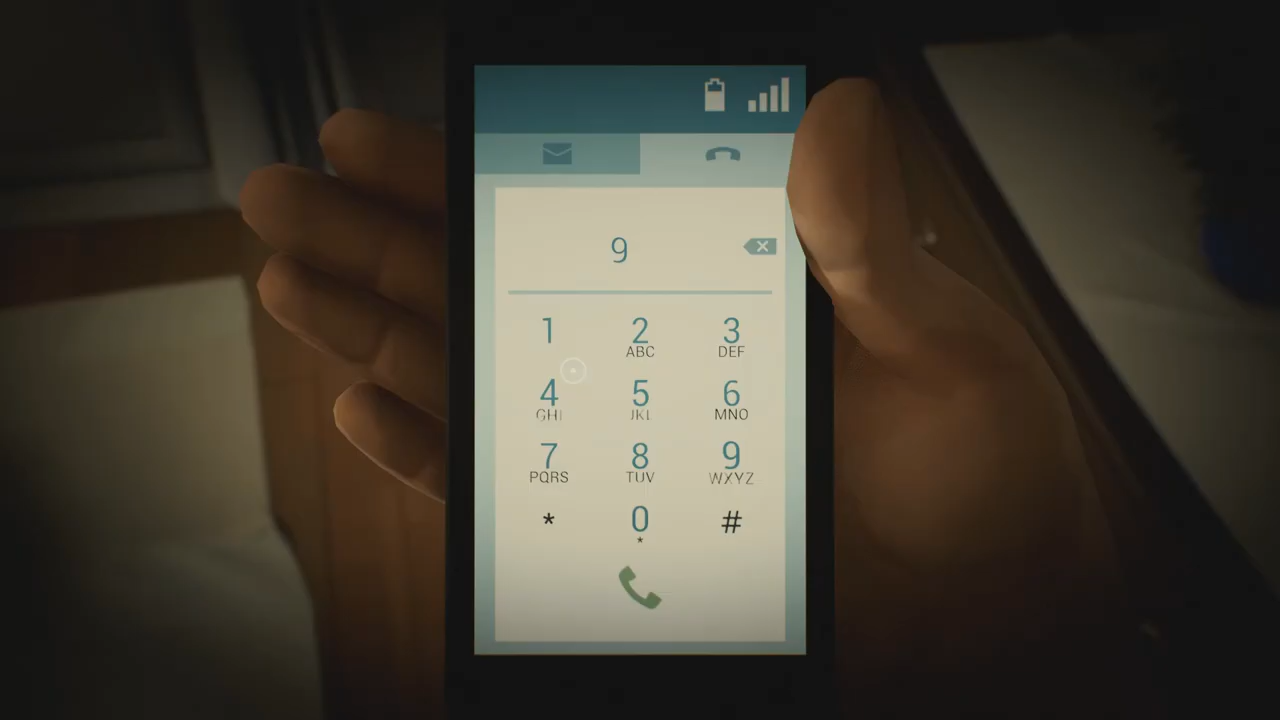 9
1 2 3
ABC DEF
4 5 6
GHI JKL MNO
7 8 9
PQRS TUV WXYZ
* 0 #
*